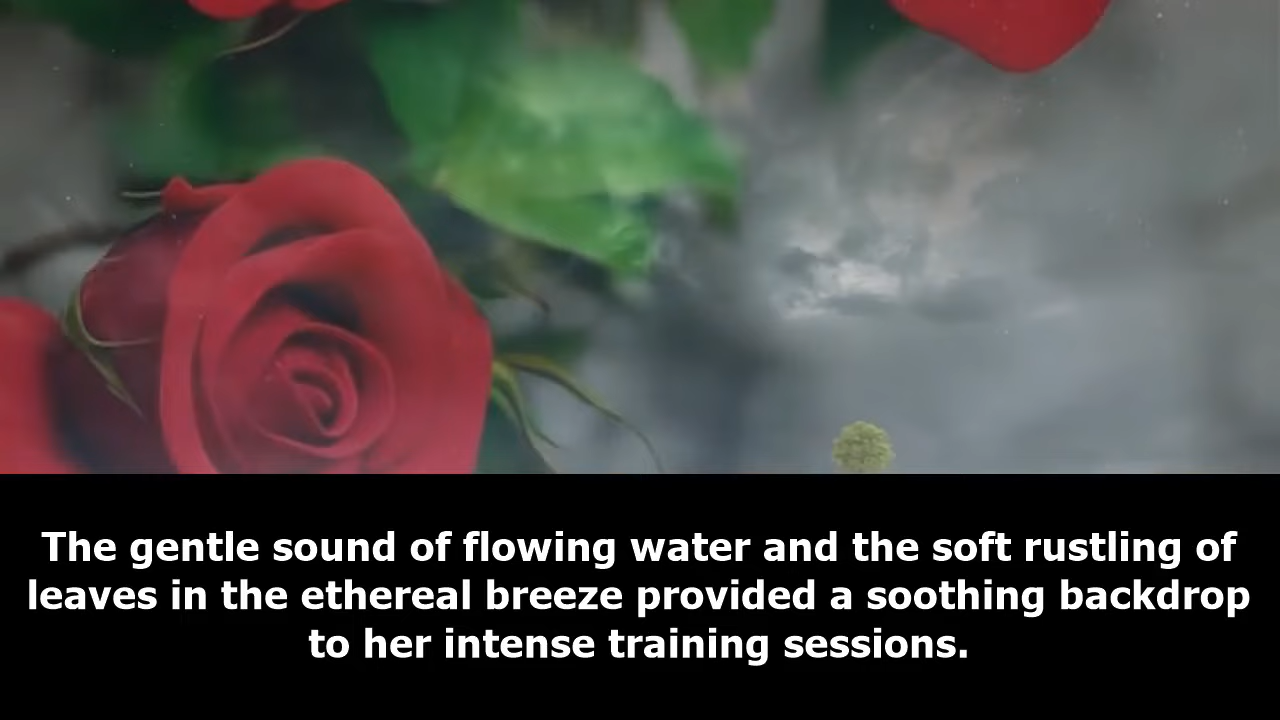 The gentle sound of flowing water and the soft rustling of
leaves in the ethereal breeze provided a soothing backdrop
to her intense training sessions.